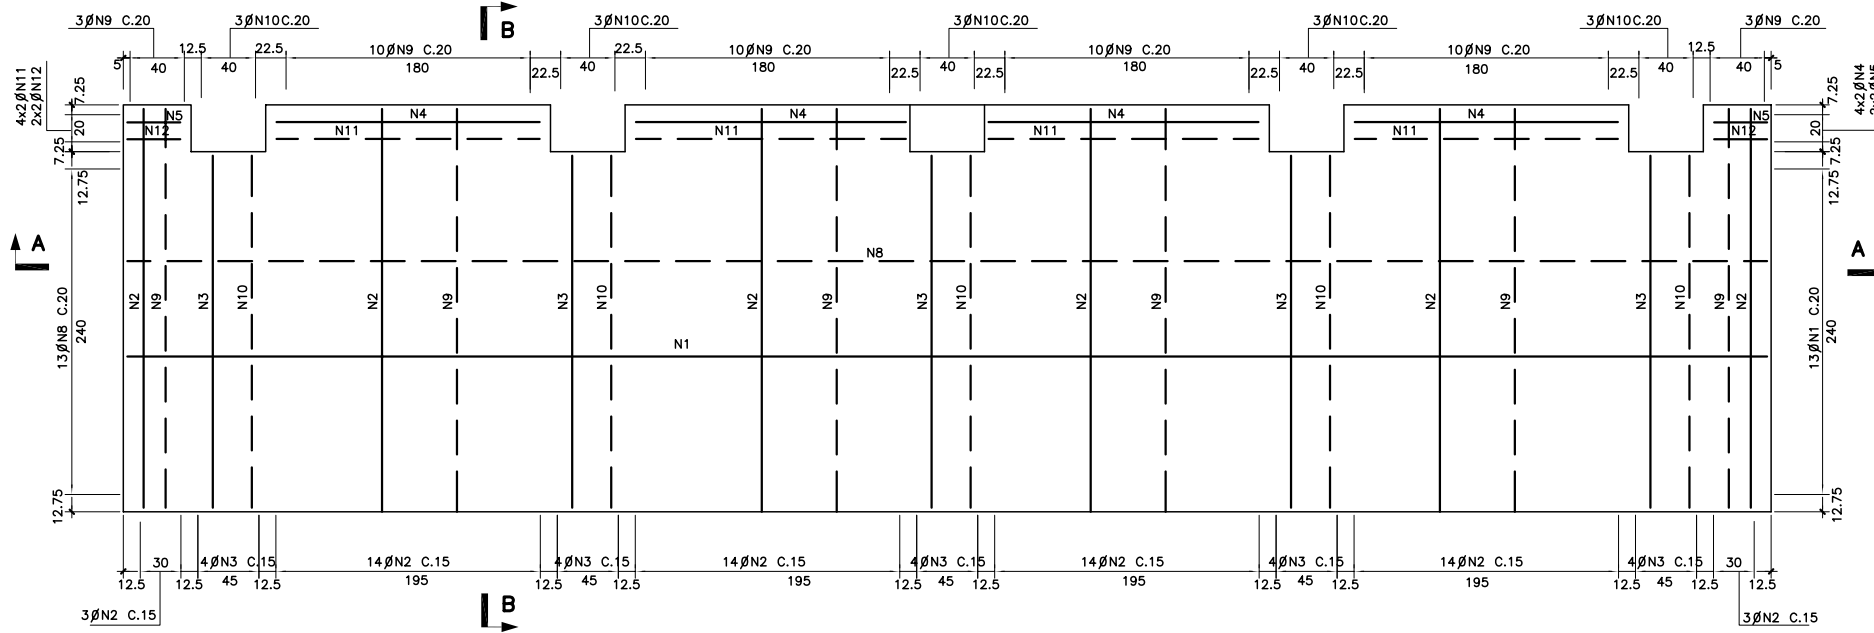 3ØN9 C.20
3ØN10C.20
B
3ØN10C.20
3ØN10C.20
3ØN10C.20
3ØN10C.20
3ØN9 C.20
12.5
22.5
10ØN9 C.20
22.5
10ØN9 C.20
10ØN9 C.20
10ØN9 C.20
12.5
5
40
40
180
22.5
40
180
22.5
40
22.5
180
22.5
40
22.5
180
22.5
40
40
5
4x2ØN11
2x2ØN12
7.25
20
7.25
12.75
N5
N12
N4
N11
N4
N11
N4
N11
N4
N11
N5
N12
7.25
20
7.25
12.75
4x2ØN4
A
A
N8
13ØN8 C.20
240
N2
N9
N3
N10
N2
N9
N3
N10
N2
N9
N3
N10
N2
N9
N3
N10
N2
N9
N3
N10
N9
N2
13ØN1 C.20
240
N1
12.75
12.75
30
4ØN3 C.15
14ØN2 C.15
4ØN3 C.15
14ØN2 C.15
4ØN3 C.15
14ØN2 C.15
4ØN3 C.15
14ØN2 C.15
4ØN3 C.15
30
12.5
12.5
45
12.5
195
12.5
45
12.5
195
12.5
45
12.5
195
12.5
45
12.5
195
12.5
45
12.5
12.5
3ØN2 C.15
B
3ØN2 C.15